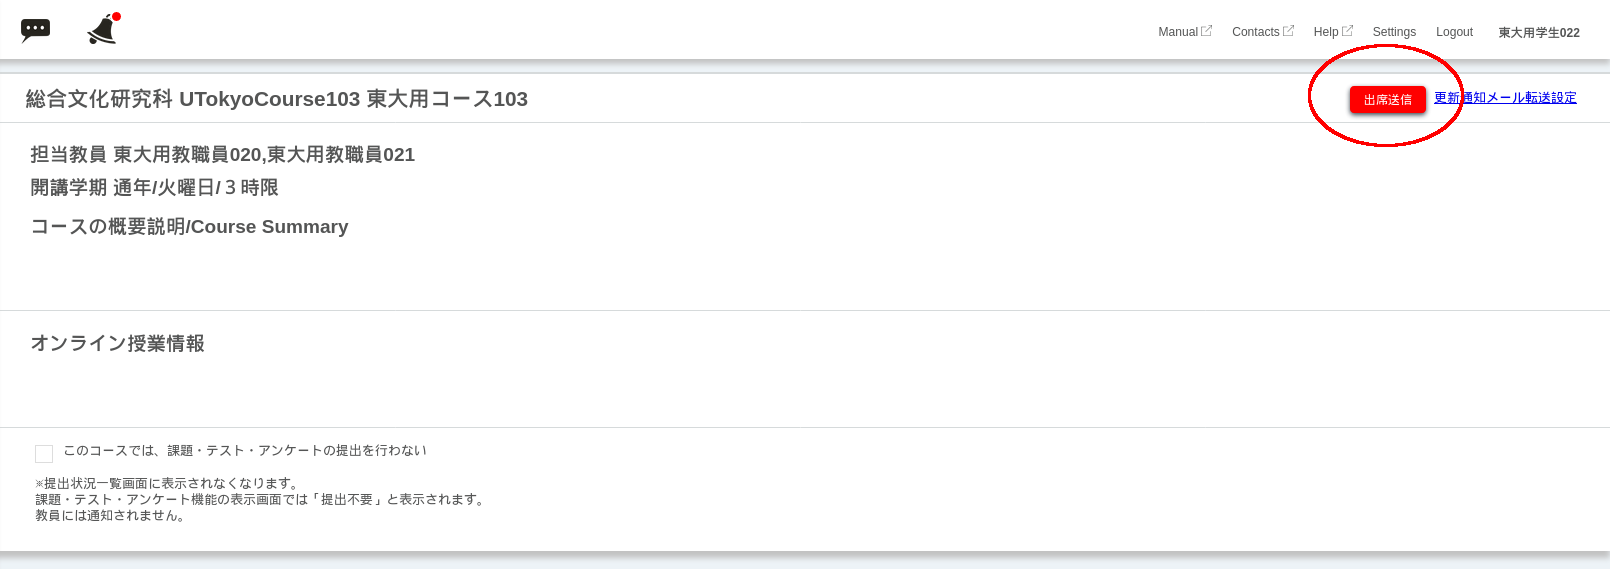 Manual Contacts Help Settings Logout 東大用学生022
総合文化研究科 UTokyoCourse103 東大用コース103 出席送信 更新通知メール転送設定
担当教員 東大用教職員020,東大用教職員021
開講学期 通年/火曜日/３時限
コースの概要説明/Course Summary
オンライン授業情報
このコースでは、課題・テスト・アンケートの提出を行わない
※提出状況一覧画面に表示されなくなります。
課題・テスト・アンケート機能の表示画面では「提出不要」と表示されます。
教員には通知されません。